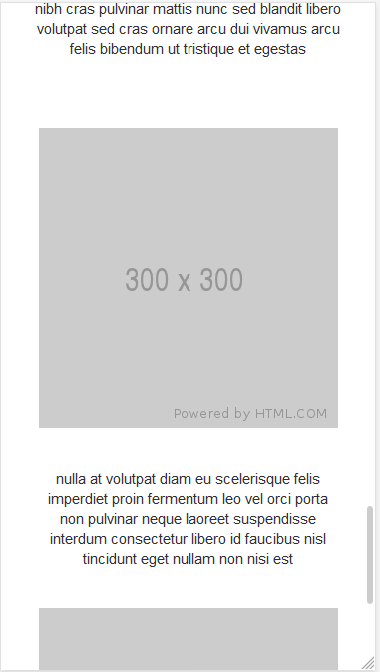 nibh cras pulvinar mattis nunc sed blandit libero
volutpat sed cras ornare arcu dui vivamus arcu
felis bibendum ut tristique et egestas
300 x 300
Powered by HTML.COM
nulla at volutpat diam eu scelerisque felis
imperdiet proin fermentum leo vel orci porta
non pulvinar neque laoreet suspendisse
interdum consectetur libero id faucibus nisl
tincidunt eget nullam non nisi est